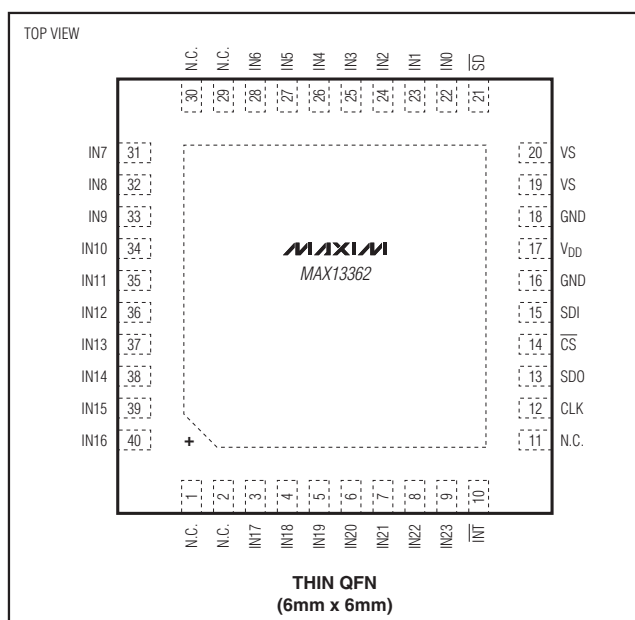 TOP VIEW
N.C. N.C. IN6 IN5 IN4 IN3 IN2 IN1 IN0 SD
30 29 28 27 26 25 24 23 22 21
IN7 31 20 VS
IN8 32 19 VS
IN9 33 18 GND
IN10 34 17 VDD
IN11 35 16 GND
IN12 36 15 SDI
IN13 37 14 CS
IN14 38 13 SDO
IN15 39 12 CLK
IN16 40 11 N.C.
MAXIM
MAX13362
+
1 2 3 4 5 6 7 8 9 10
N.C. N.C. IN17 IN18 IN19 IN20 IN21 IN22 IN23 INT
THIN QFN
(6mm x 6mm)